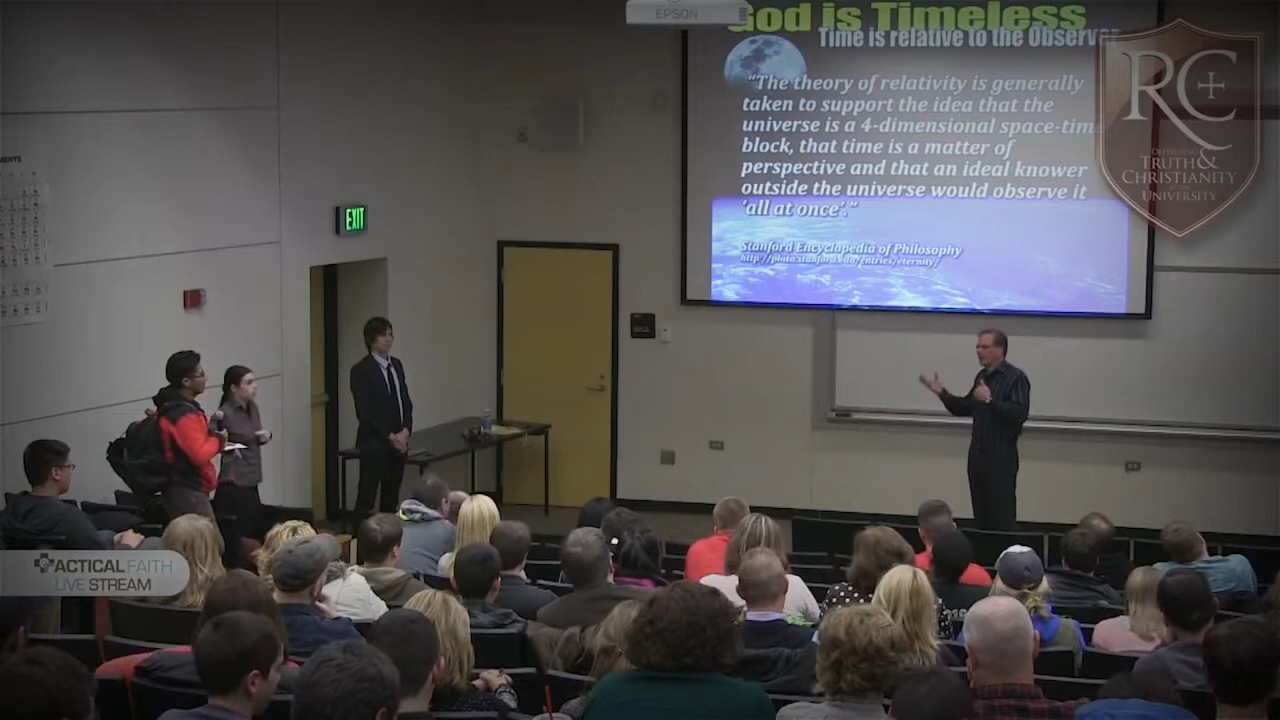 EPSON
God is Timeless
Time is relative to the Observer
"The theory of relativity is generally
taken to support the idea that the
universe is a 4-dimensional space-time
block, that time is a matter of
perspective and that an ideal knower
outside the universe would observe it
'all at once'."
Stanford Encyclopedia of Philosophy
http://plato.stanford.edu/entries/eternity/
RC
DEFENDING
TRUTH &
CHRISTIANITY
UNIVERSITY
MENTS
EXIT
TACTICALFAITH
LIVE STREAM